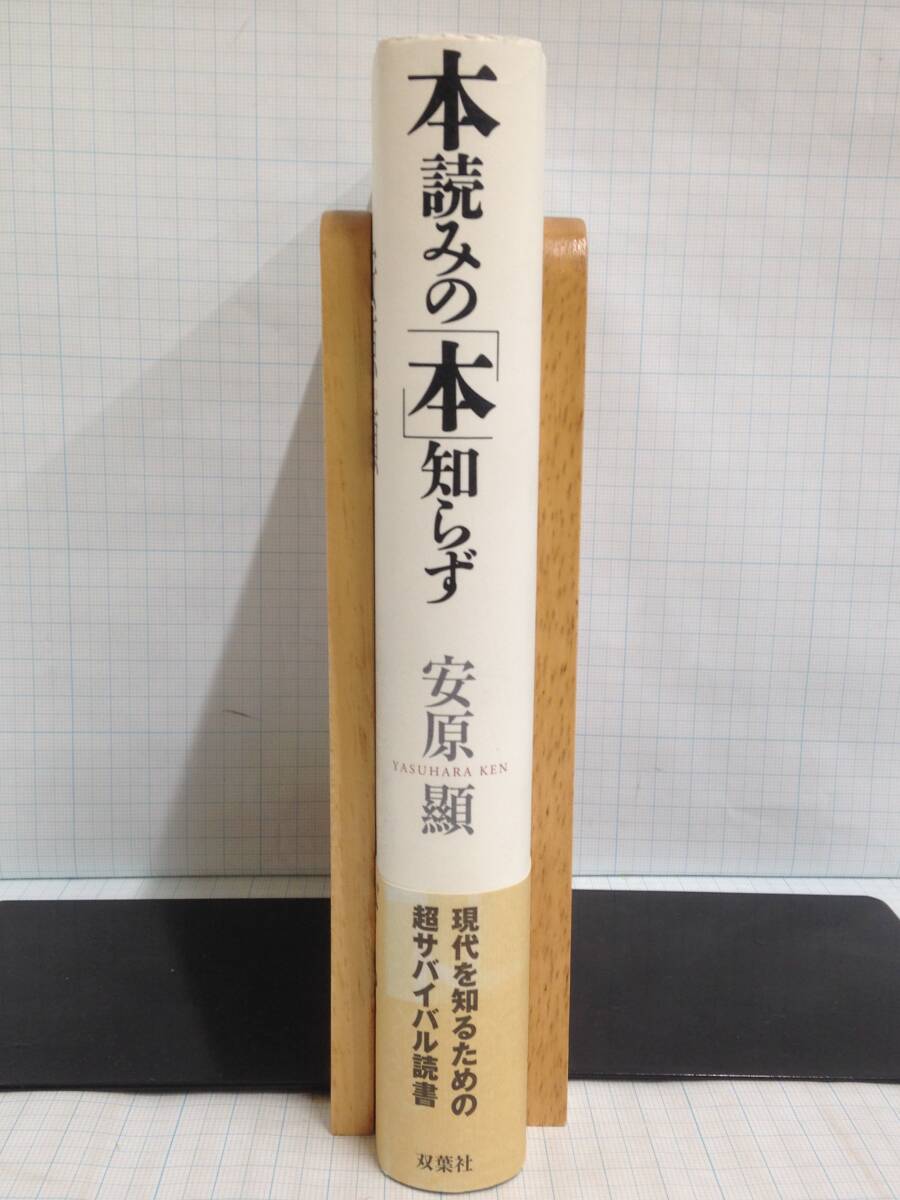 本読みの「本」知らず
安原顯
YASUHARA KEN
現代を知るための
超サバイバル読書
双葉社